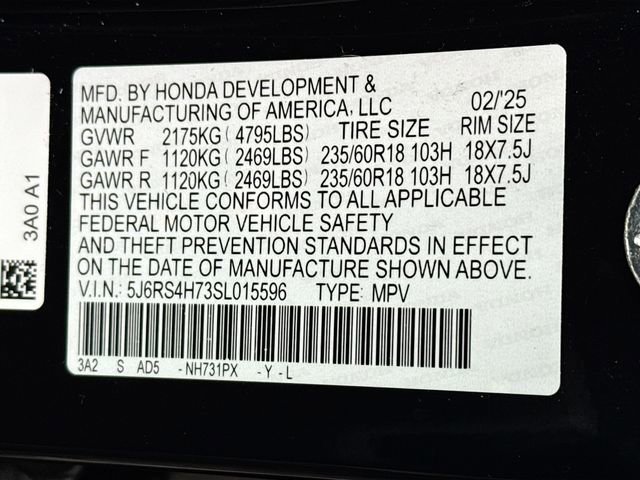 MFD. BY HONDA DEVELOPMENT &
MANUFACTURING OF AMERICA, LLC 02/'25
GVWR 2175KG ( 4795LBS) TIRE SIZE RIM SIZE
GAWR F 1120KG ( 2469LBS) 235/60R18 103H 18X7.5J
GAWR R 1120KG ( 2469LBS) 235/60R18 103H 18X7.5J
THIS VEHICLE CONFORMS TO ALL APPLICABLE
FEDERAL MOTOR VEHICLE SAFETY
AND THEFT PREVENTION STANDARDS IN EFFECT
ON THE DATE OF MANUFACTURE SHOWN ABOVE.
V.I.N.: 5J6RS4H73SL015596 TYPE: MPV
3A2 S AD5 - NH731PX - Y - L
3A0 A1